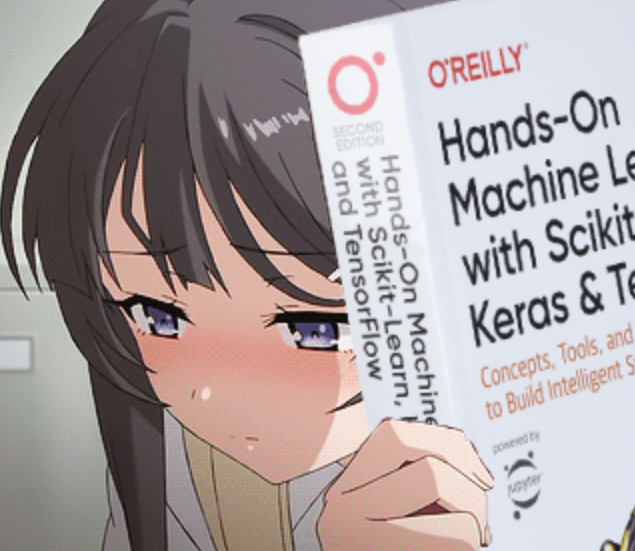 SECOND
EDITION
Hands-On Machine
with Scikit-Learn,
and TensorFlow
O'REILLY
Hands-On
Machine Le
with Scikit
Keras & Te
Concepts, Tools, and
to Build Intelligent S
powered by
jupyter